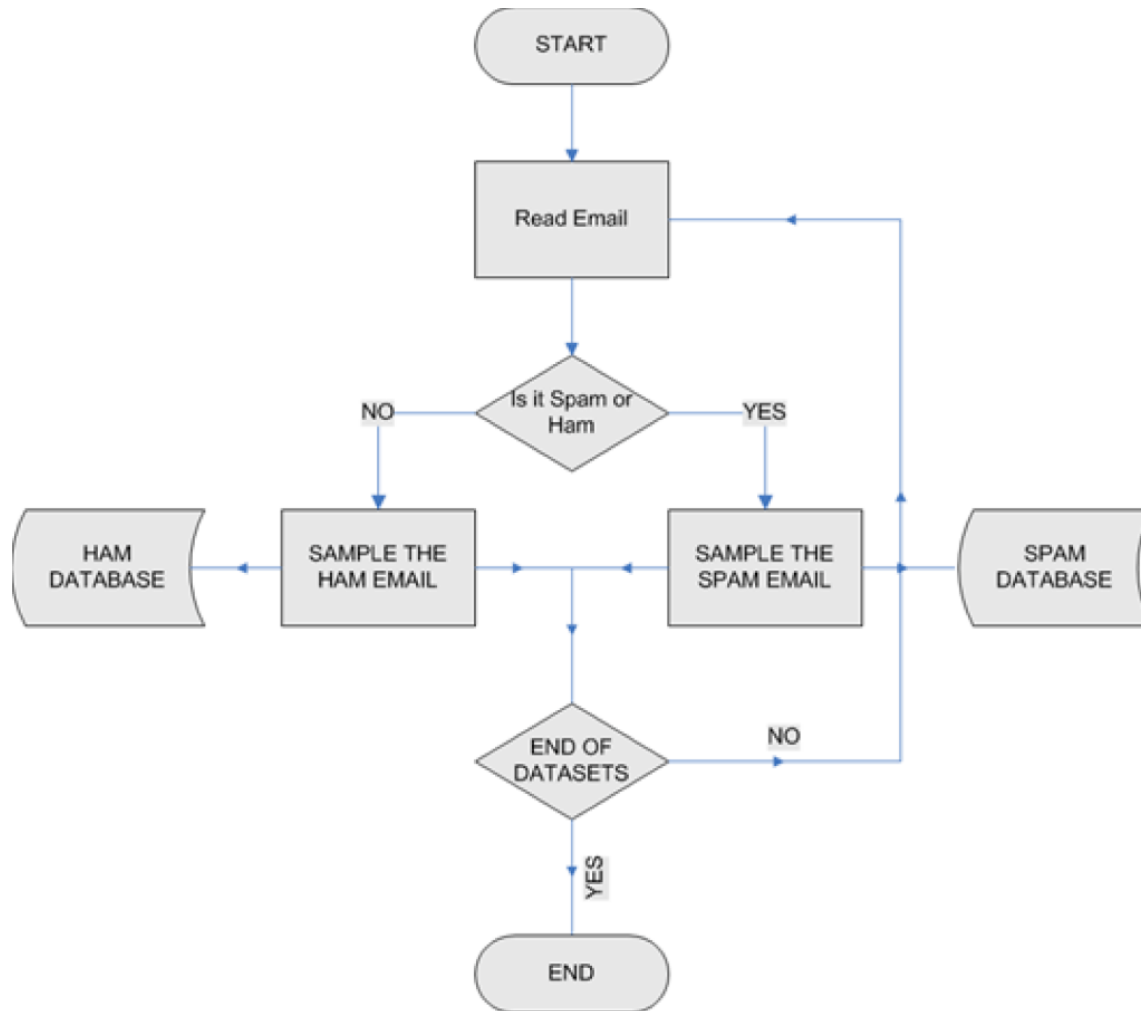 START
Read Email
Is it Spam or
Ham
NO
YES
HAM
DATABASE
SAMPLE THE
HAM EMAIL
SAMPLE THE
SPAM EMAIL
SPAM
DATABASE
END OF
DATASETS
NO
YES
END